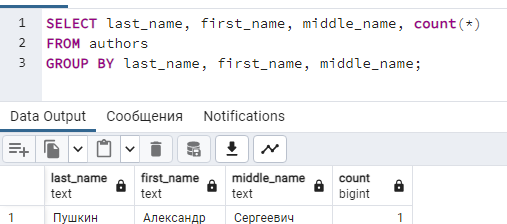 1 SELECT last_name, first_name, middle_name, count(*)
2 FROM authors
3 GROUP BY last_name, first_name, middle_name;
Data Output Сообщения Notifications
last_name first_name middle_name count
text text text bigint
1 Пушкин Александр Сергеевич 1